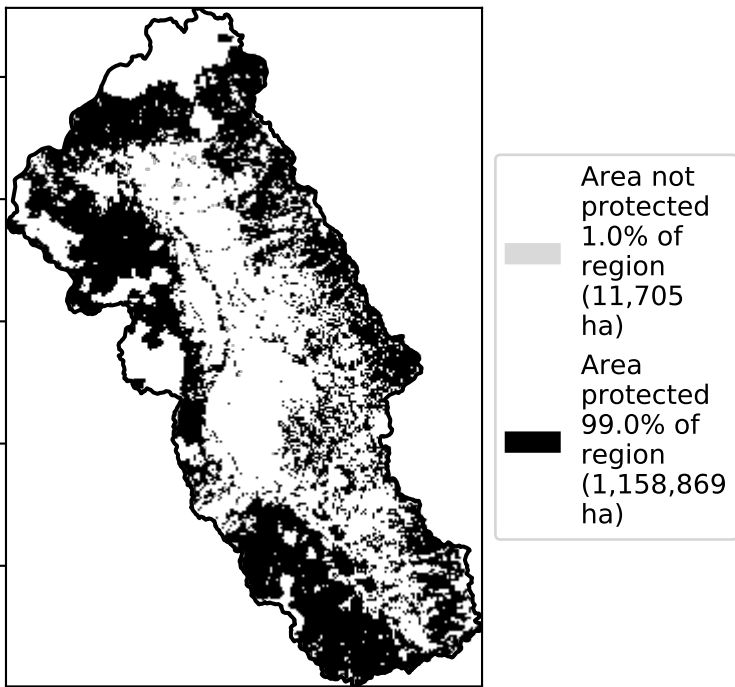 Area not
protected
1.0% of
region
(11,705
ha)
Area
protected
99.0% of
region
(1,158,869
ha)